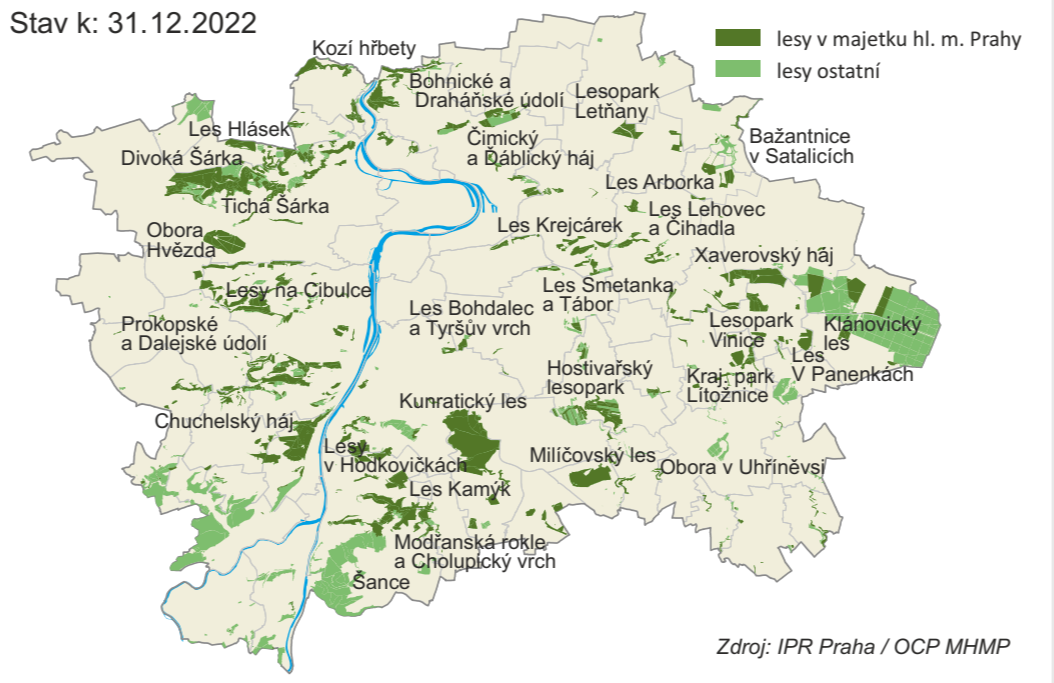 Stav k: 31.12.2022
lesy v majetku hl. m. Prahy
lesy ostatní
Kozí hřbety
Bohnické a
Draháňské údolí
Lesopark
Letňany
Les Hlásek
Čimický
a Ďáblický háj
Bažantnice
v Satalicích
Divoká Šárka
Tichá Šárka
Les Arborka
Les Lehovec
a Čihadla
Obora
Hvězda
Les Krejcárek
Xaverovský háj
Lesy na Cibulce
Les Smetanka
a Tábor
Les Bohdalec
a Tyršův vrch
Prokopské
a Dalejské údolí
Lesopark
Vinice
Klánovický
les
Les
V Panenkách
Hostivařský
lesopark
Kraj. park
Lítožnice
Kunratický les
Chuchelský háj
Lesy
v Hodkovičkách
Milíčovský les
Obora v Uhříněvsi
Les Kamýk
Modřanská rokle
a Cholupický vrch
Šance
Zdroj: IPR Praha / OCP MHMP